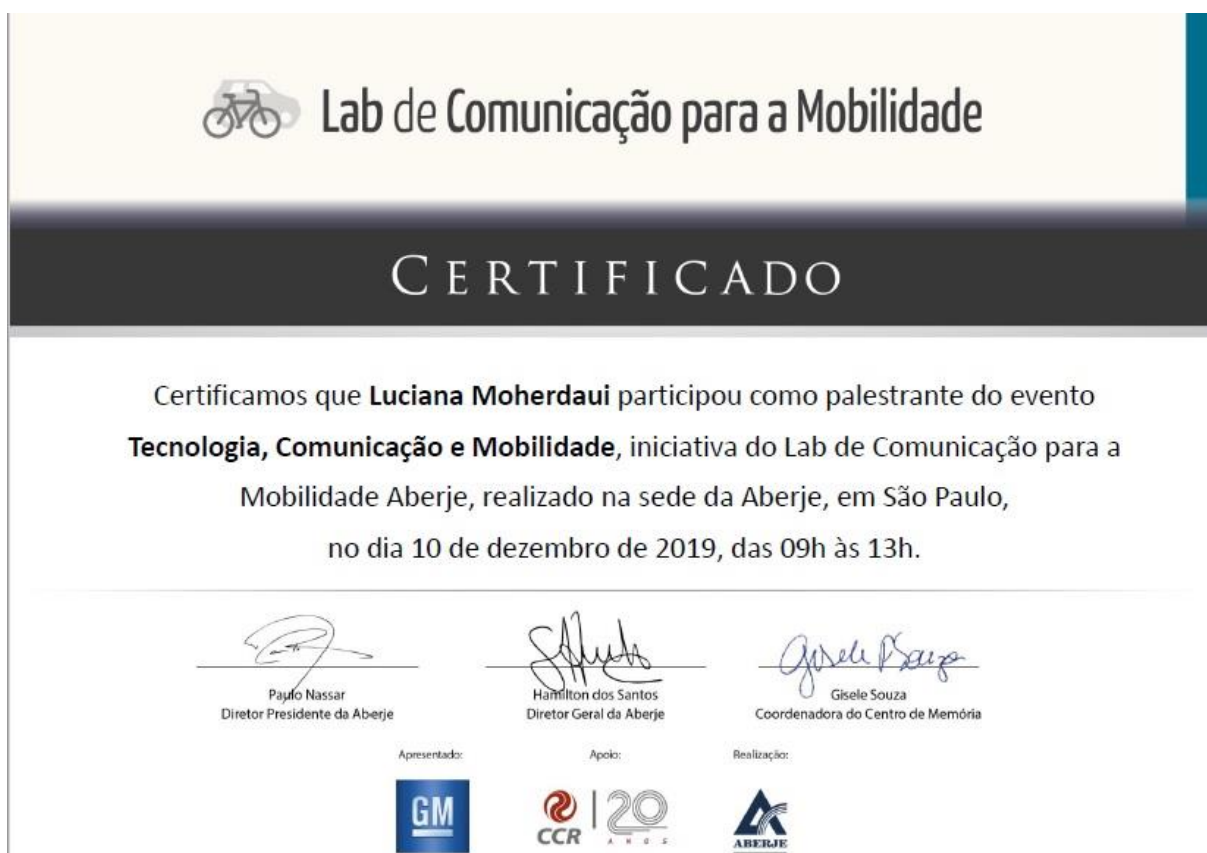 Lab de Comunicação para a Mobilidade
CERTIFICADO
Certificamos que Luciana Moherdaui participou como palestrante do evento
Tecnologia, Comunicação e Mobilidade, iniciativa do Lab de Comunicação para a
Mobilidade Aberje, realizado na sede da Aberje, em São Paulo,
no dia 10 de dezembro de 2019, das 09h às 13h.
Gisele Souza
Paulo Nassar
Diretor Presidente da Aberje
Hamilton dos Santos
Diretor Geral da Aberje
Gisele Souza
Coordenadora do Centro de Memória
Apresentado:
Apoio:
Realização:
GM
CCR
20
ANOS
ABERJE